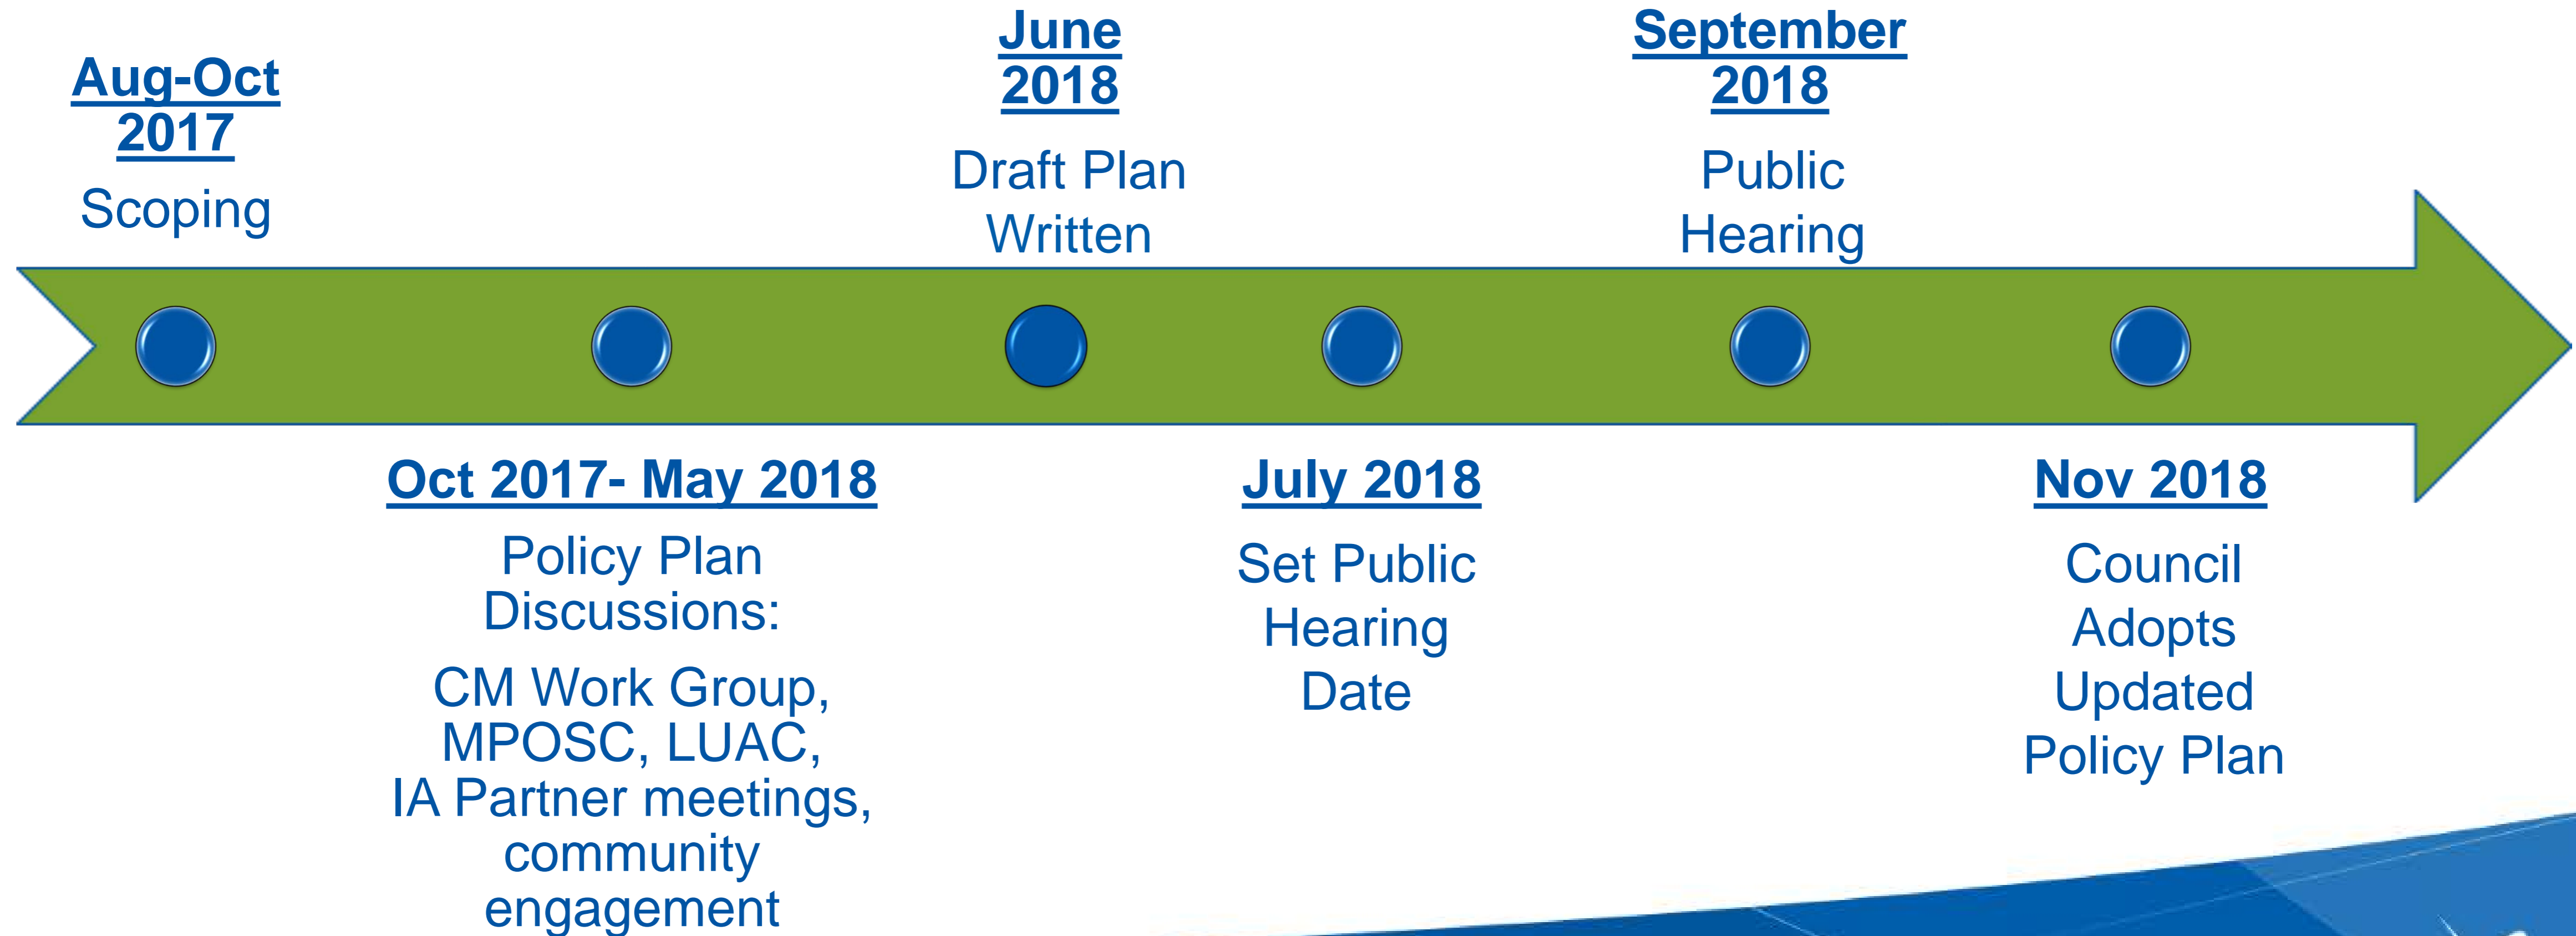 Aug-Oct
2017
Scoping
Oct 2017- May 2018
Policy Plan
Discussions:
CM Work Group,
MPOSC, LUAC,
IA Partner meetings,
community
engagement
June
2018
Draft Plan
Written
July 2018
Set Public
Hearing
Date
September
2018
Public
Hearing
Nov 2018
Council
Adopts
Updated
Policy Plan